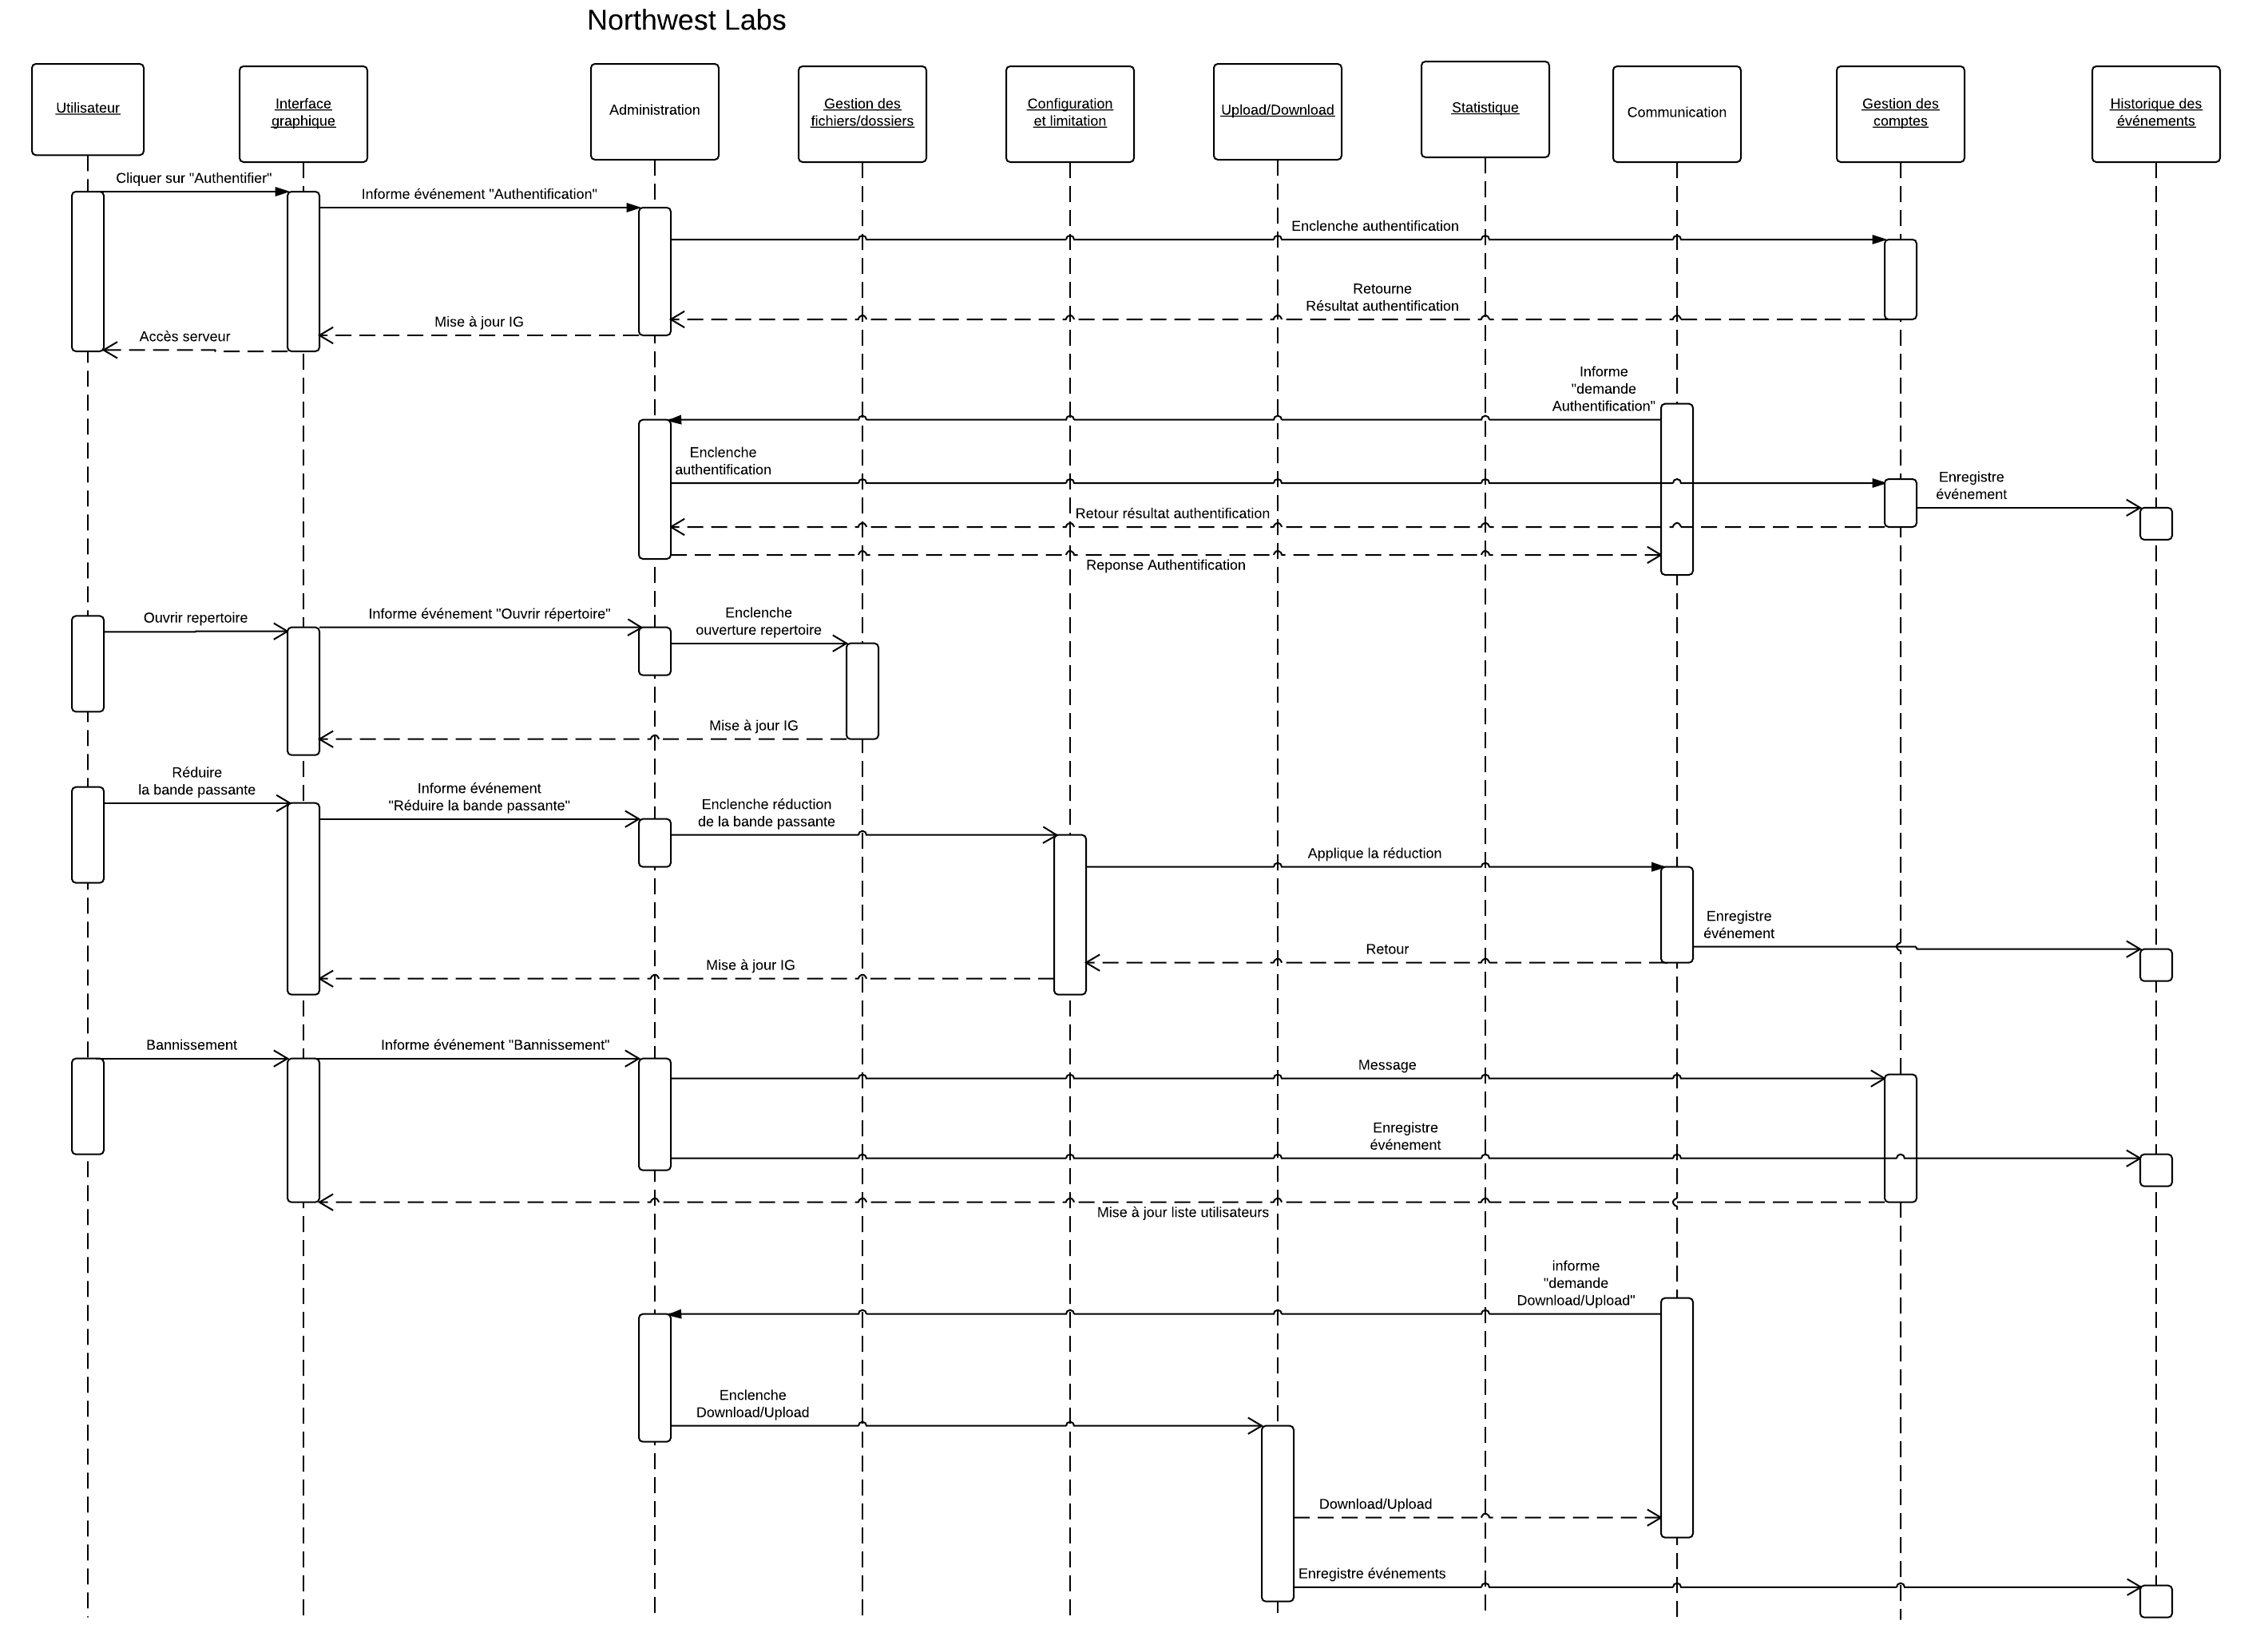 Northwest Labs
Utilisateur
Interface
graphique
Administration
Gestion des
fichiers/dossiers
Configuration
et limitation
Upload/Download
Statistique
Communication
Gestion des
comptes
Historique des
événements
Cliquer sur "Authentifier"
Informe événement "Authentification"
Enclenche authentification
Retourne
Résultat authentification
Mise à jour IG
Accès serveur
Informe
"demande
Authentification"
Enclenche
authentification
Enregistre
événement
Retour résultat authentification
Reponse Authentification
Ouvrir repertoire
Informe événement "Ouvrir répertoire"
Enclenche
ouverture repertoire
Mise à jour IG
Réduire
la bande passante
Informe événement
"Réduire la bande passante"
Enclenche réduction
de la bande passante
Applique la réduction
Enregistre
événement
Retour
Mise à jour IG
Bannissement
Informe événement "Bannissement"
Message
Enregistre
événement
Mise à jour liste utilisateurs
informe
"demande
Download/Upload"
Enclenche
Download/Upload
Download/Upload
Enregistre événements